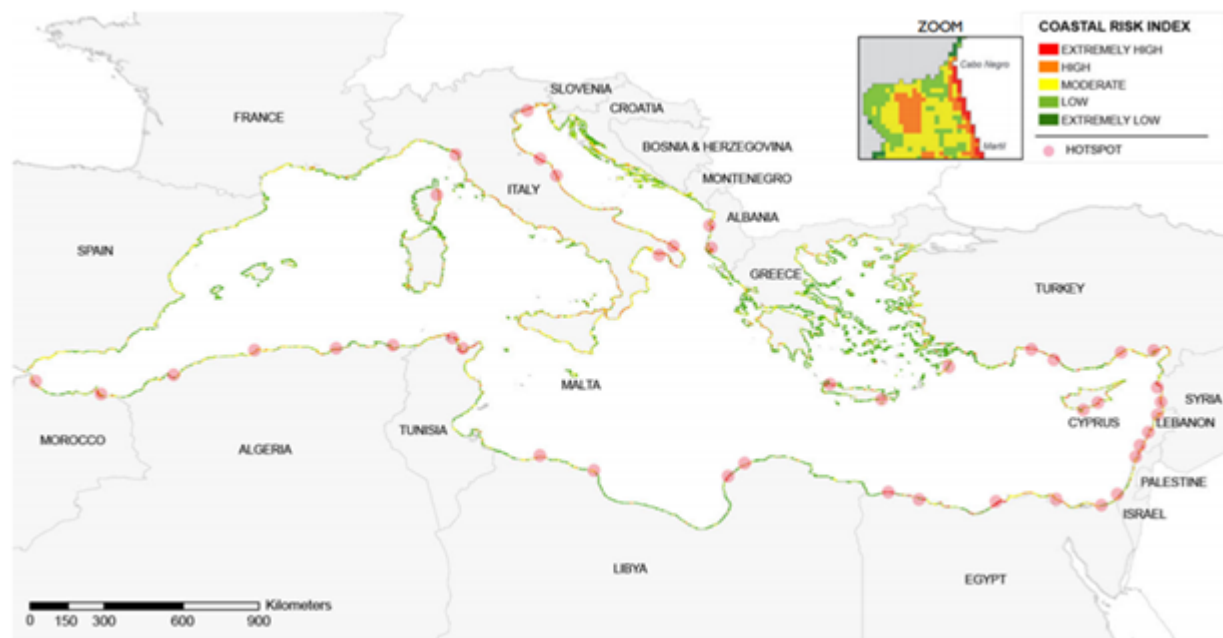 ZOOM
Cabo Negro
Martil
COASTAL RISK INDEX
EXTREMELY HIGH
HIGH
MODERATE
LOW
EXTREMELY LOW
HOTSPOT
SLOVENIA
CROATIA
FRANCE
BOSNIA & HERZEGOVINA
MONTENEGRO
ITALY
ALBANIA
SPAIN
GREECE
TURKEY
MALTA
SYRIA
CYPRUS
LEBANON
MOROCCO
ALGERIA
TUNISIA
PALESTINE
ISRAEL
LIBYA
EGYPT
Kilometers
0 150 300 600 900